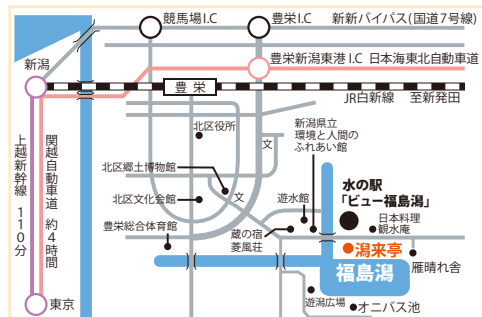 競馬場I.C
豊栄I.C
新新バイパス(国道7号線)
新潟
豊栄新潟東港I.C 日本海東北自動車道
豊栄
JR白新線
至新発田
北区役所
文
新潟県立
環境と人間の
ふれあい館
北区郷土博物館
文
北区文化会館
遊水館
水の駅
「ビュー福島潟」
日本料理
観水庵
豊栄総合体育館
蔵の宿
菱風荘
潟来亭
雁晴れ舎
福島潟
遊潟広場
オニバス池
上越新幹線 110分
関越自動車道 約4時間
東京